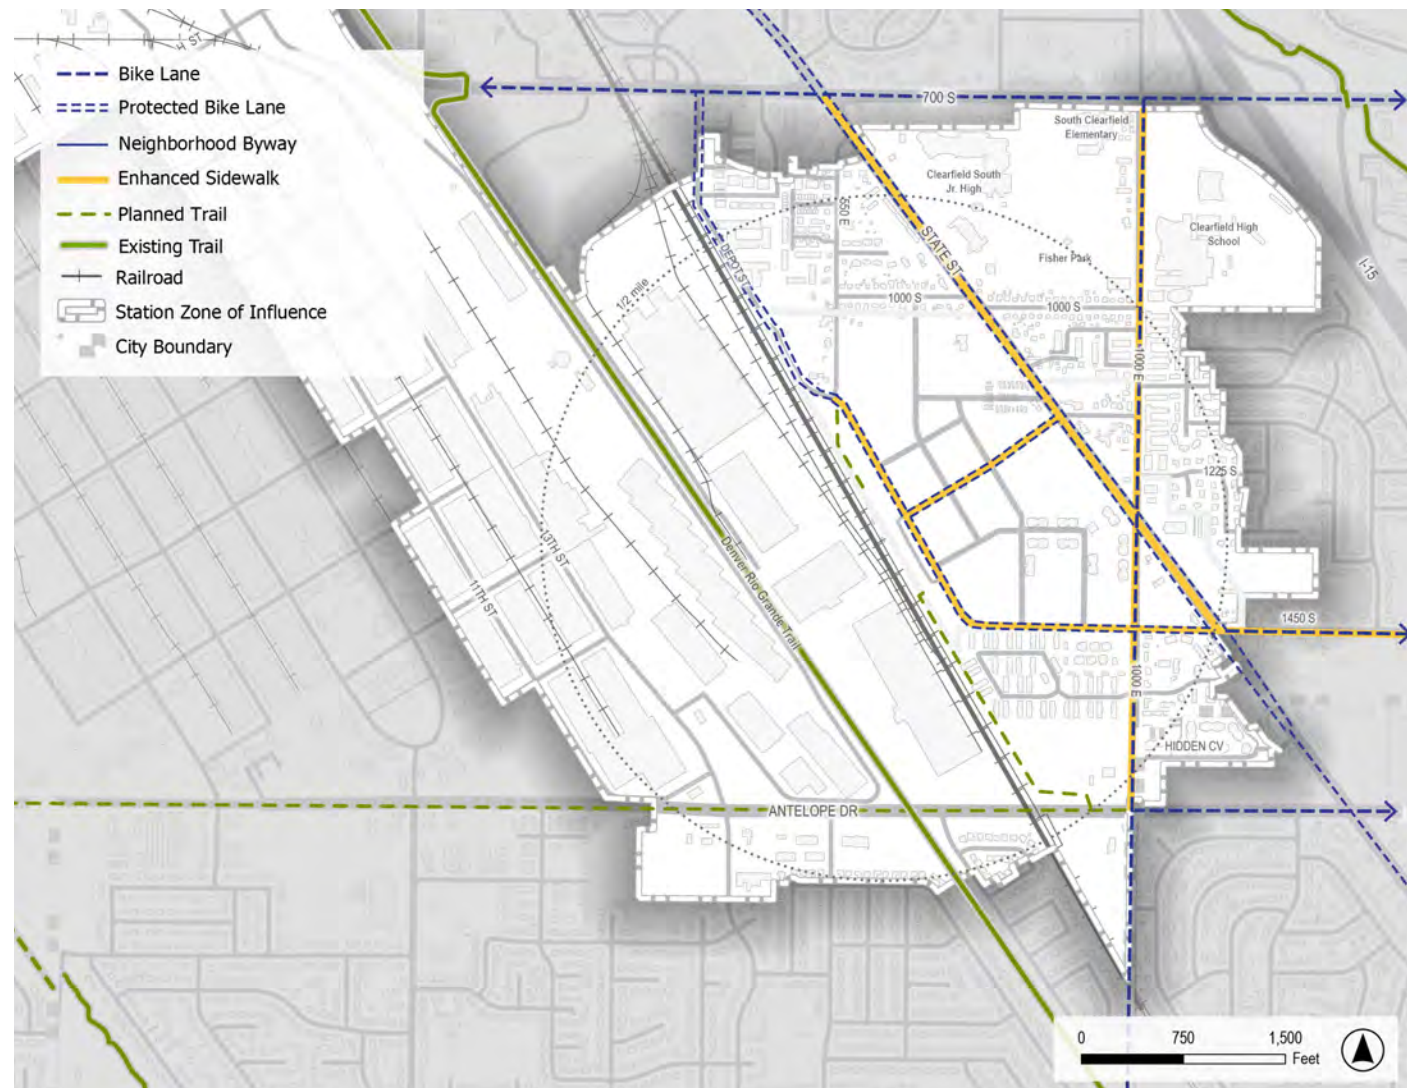 H ST
Bike Lane
Protected Bike Lane
Neighborhood Byway
Enhanced Sidewalk
Planned Trail
Existing Trail
Railroad
Station Zone of Influence
City Boundary
700 S
South Clearfield
Elementary
Clearfield South
Jr. High
650 E
Clearfield High
School
STATE ST
Fisher Park
I-15
DEPOT ST
1/2 mile
1000 S
1000 S
1000 E
1225 S
3TH ST
11TH ST
Denver Rio Grande Trail
1450 S
1000 E
HIDDEN CV
ANTELOPE DR
0 750 1,500
Feet